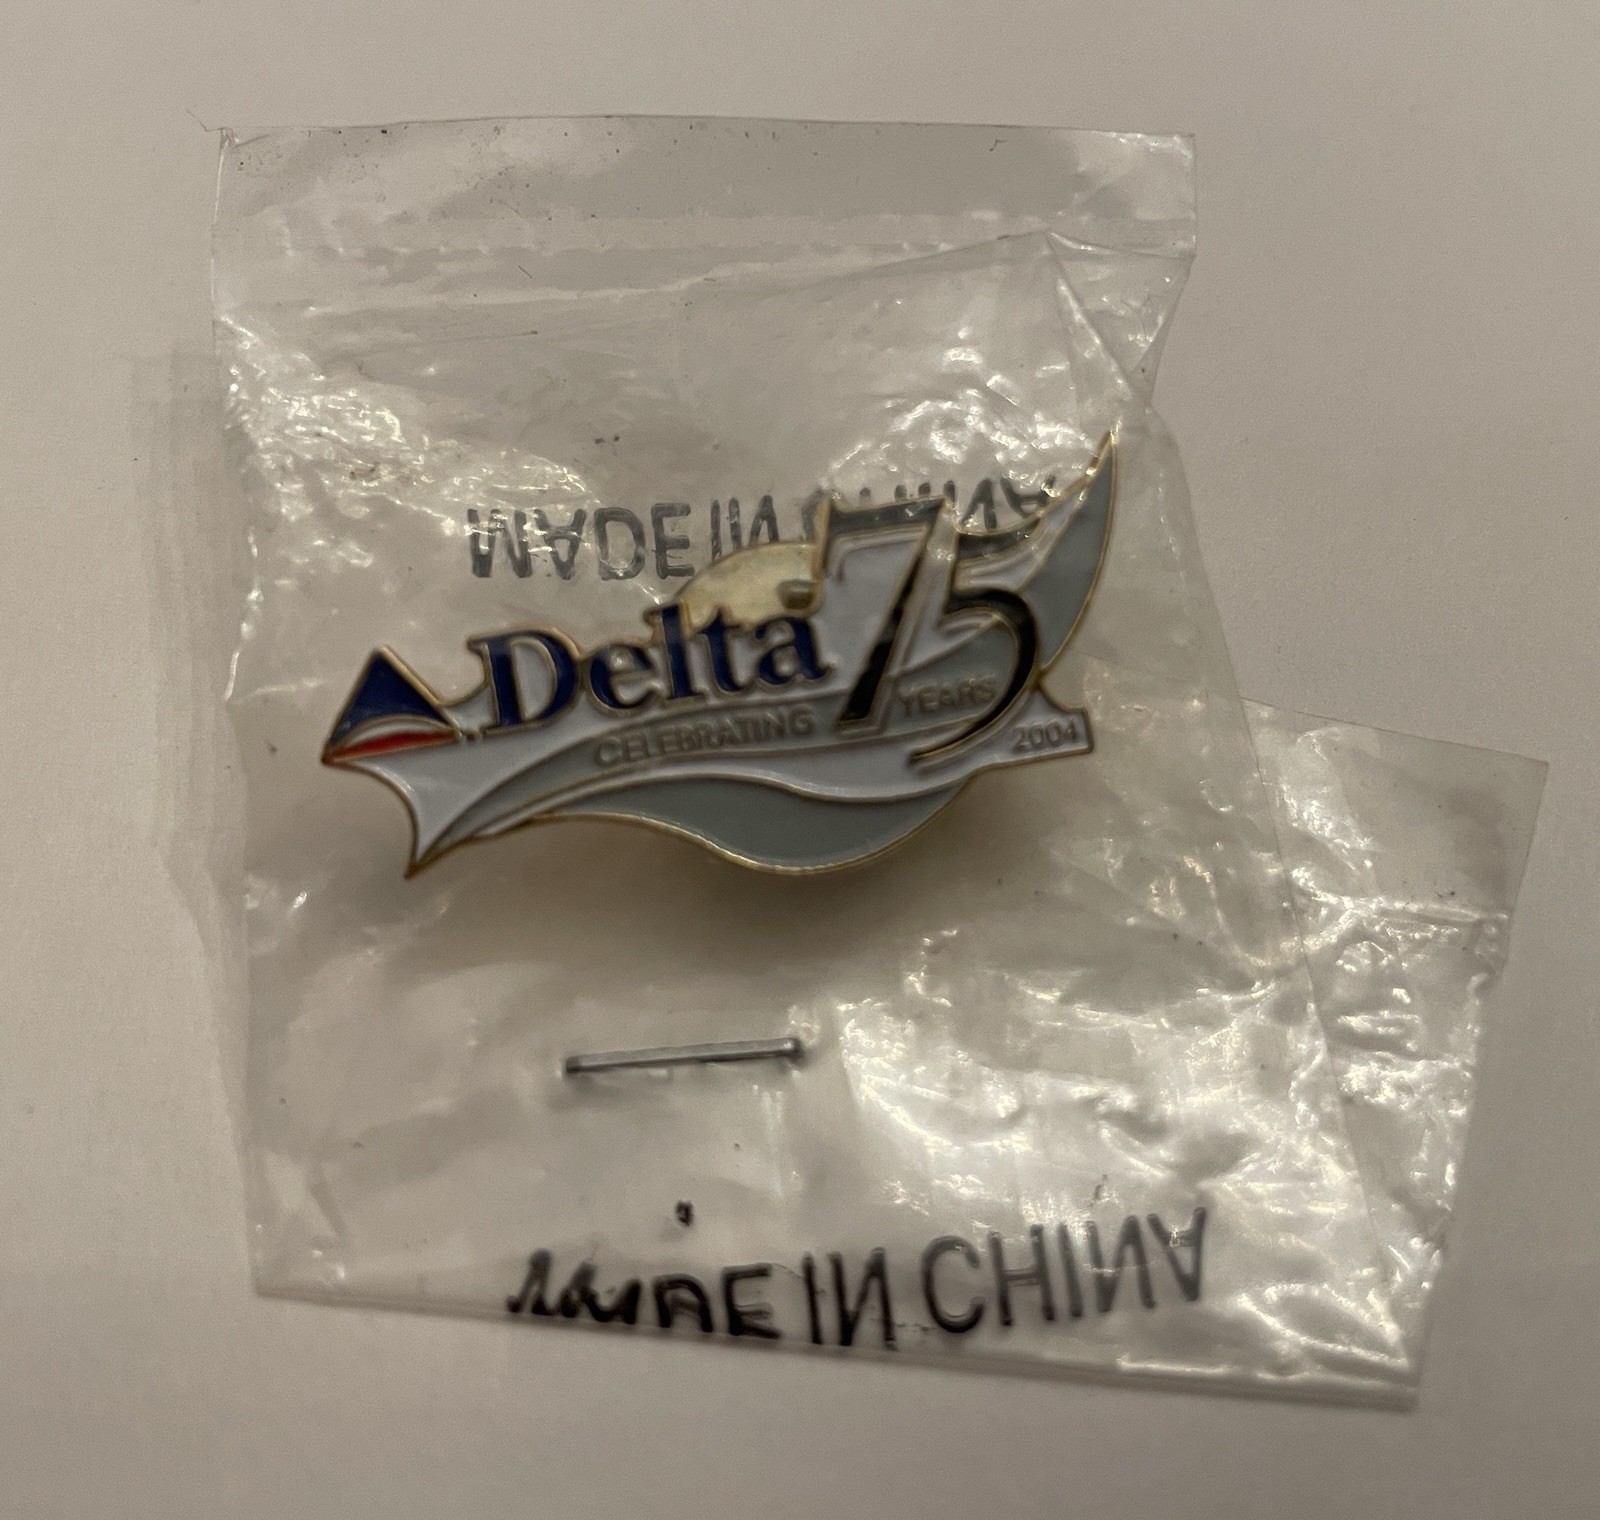 MADE IN CHINA
Delta 75
CELEBRATING YEARS
2004
MADE IN CHINA